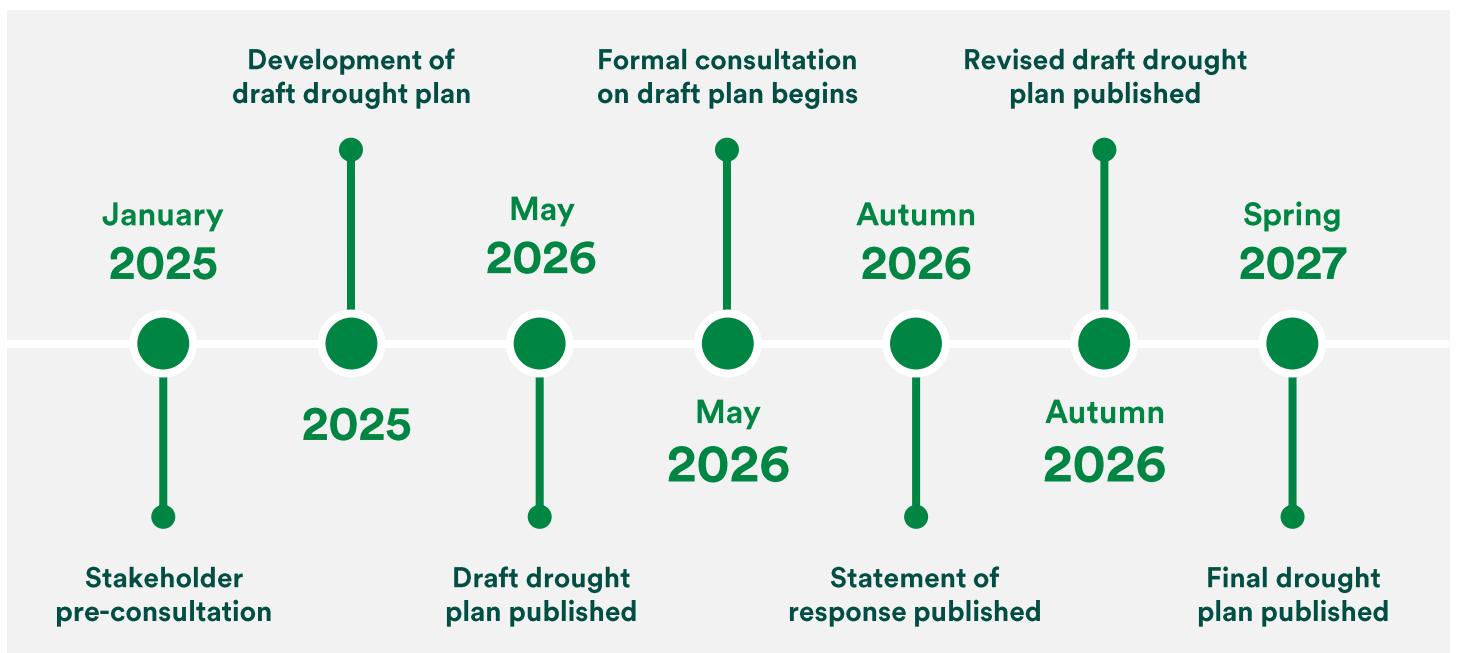 January
2025
Stakeholder
pre-consultation
Development of
draft drought plan
2025
May
2026
Draft drought
plan published
Formal consultation
on draft plan begins
May
2026
Autumn
2026
Statement of
response published
Revised draft drought
plan published
Autumn
2026
Spring
2027
Final drought
plan published